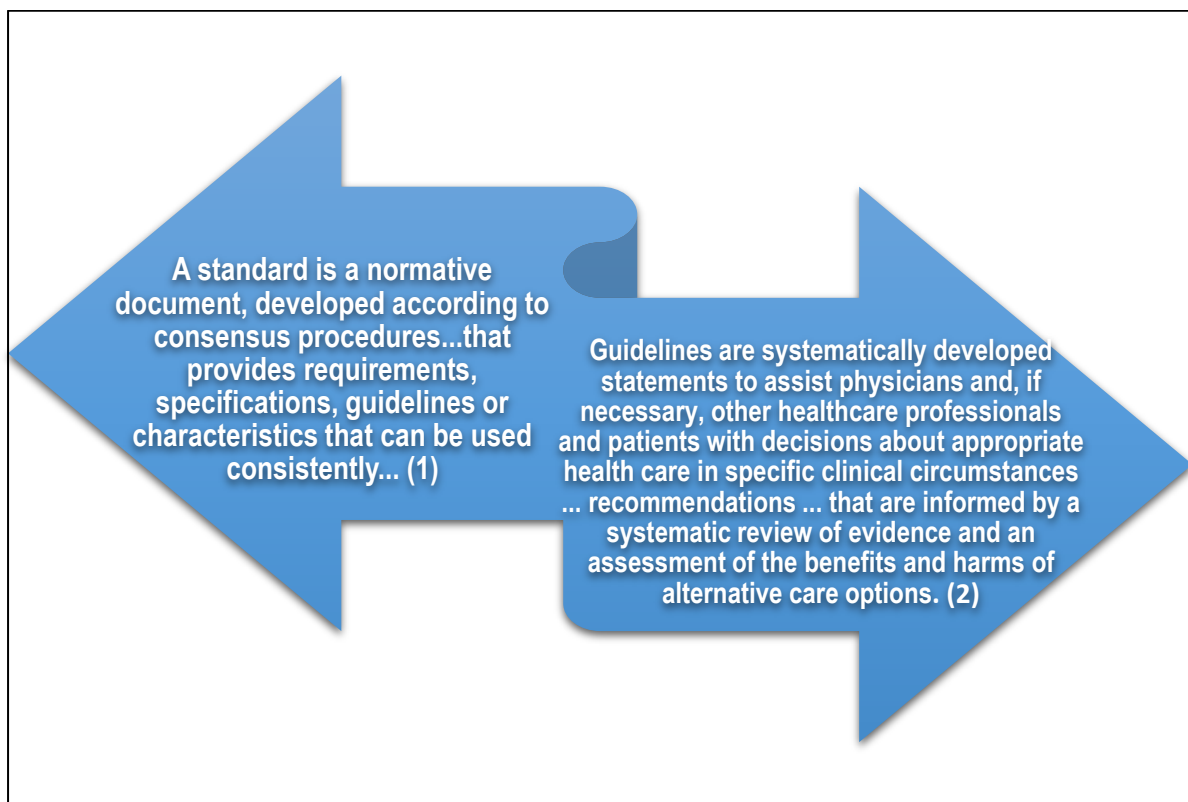 A standard is a normative
document, developed according to
consensus procedures...that
provides requirements,
specifications, guidelines or
characteristics that can be used
consistently... (1)
Guidelines are systematically developed
statements to assist physicians and, if
necessary, other healthcare professionals
and patients with decisions about appropriate
health care in specific clinical circumstances
... recommendations ... that are informed by a
systematic review of evidence and an
assessment of the benefits and harms of
alternative care options. (2)